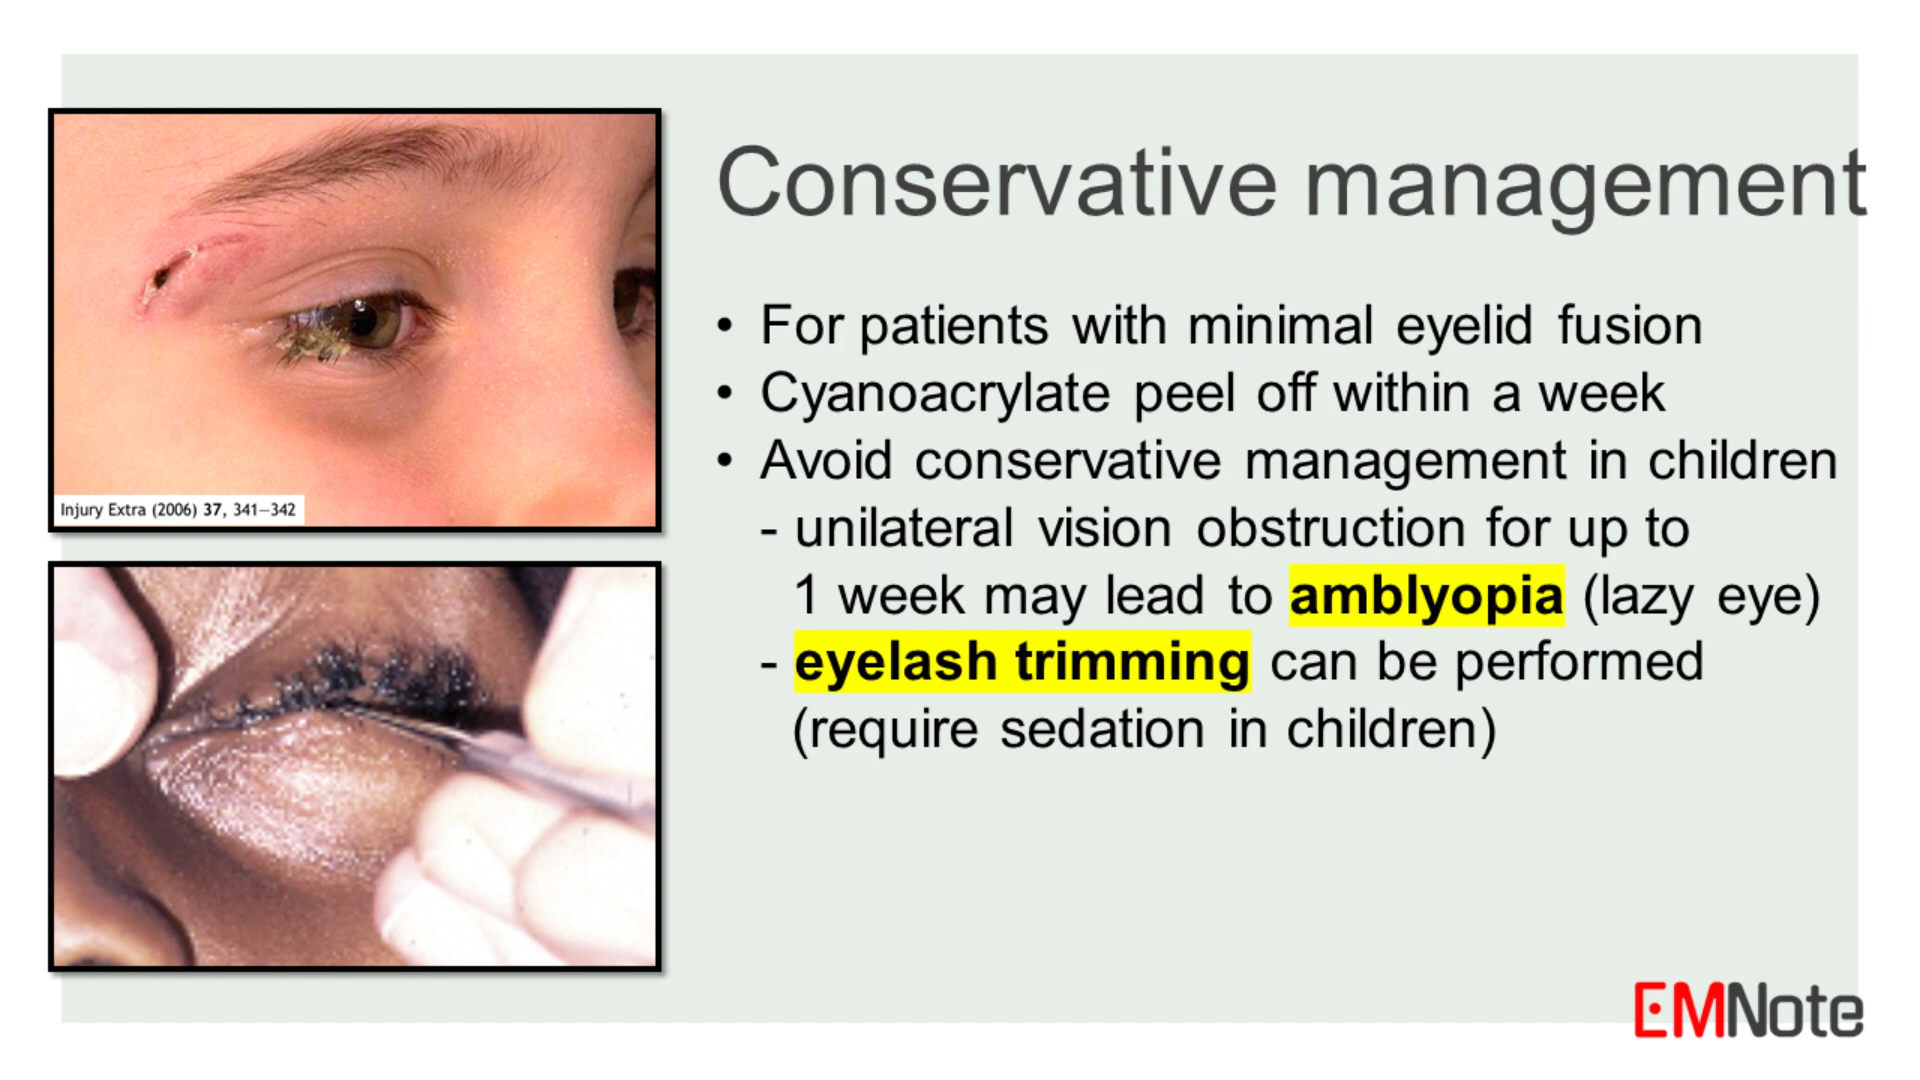 Conservative management
• For patients with minimal eyelid fusion
• Cyanoacrylate peel off within a week
• Avoid conservative management in children
- unilateral vision obstruction for up to
1 week may lead to amblyopia (lazy eye)
- eyelash trimming can be performed
(require sedation in children)
Injury Extra (2006) 37, 341–342
EMNote